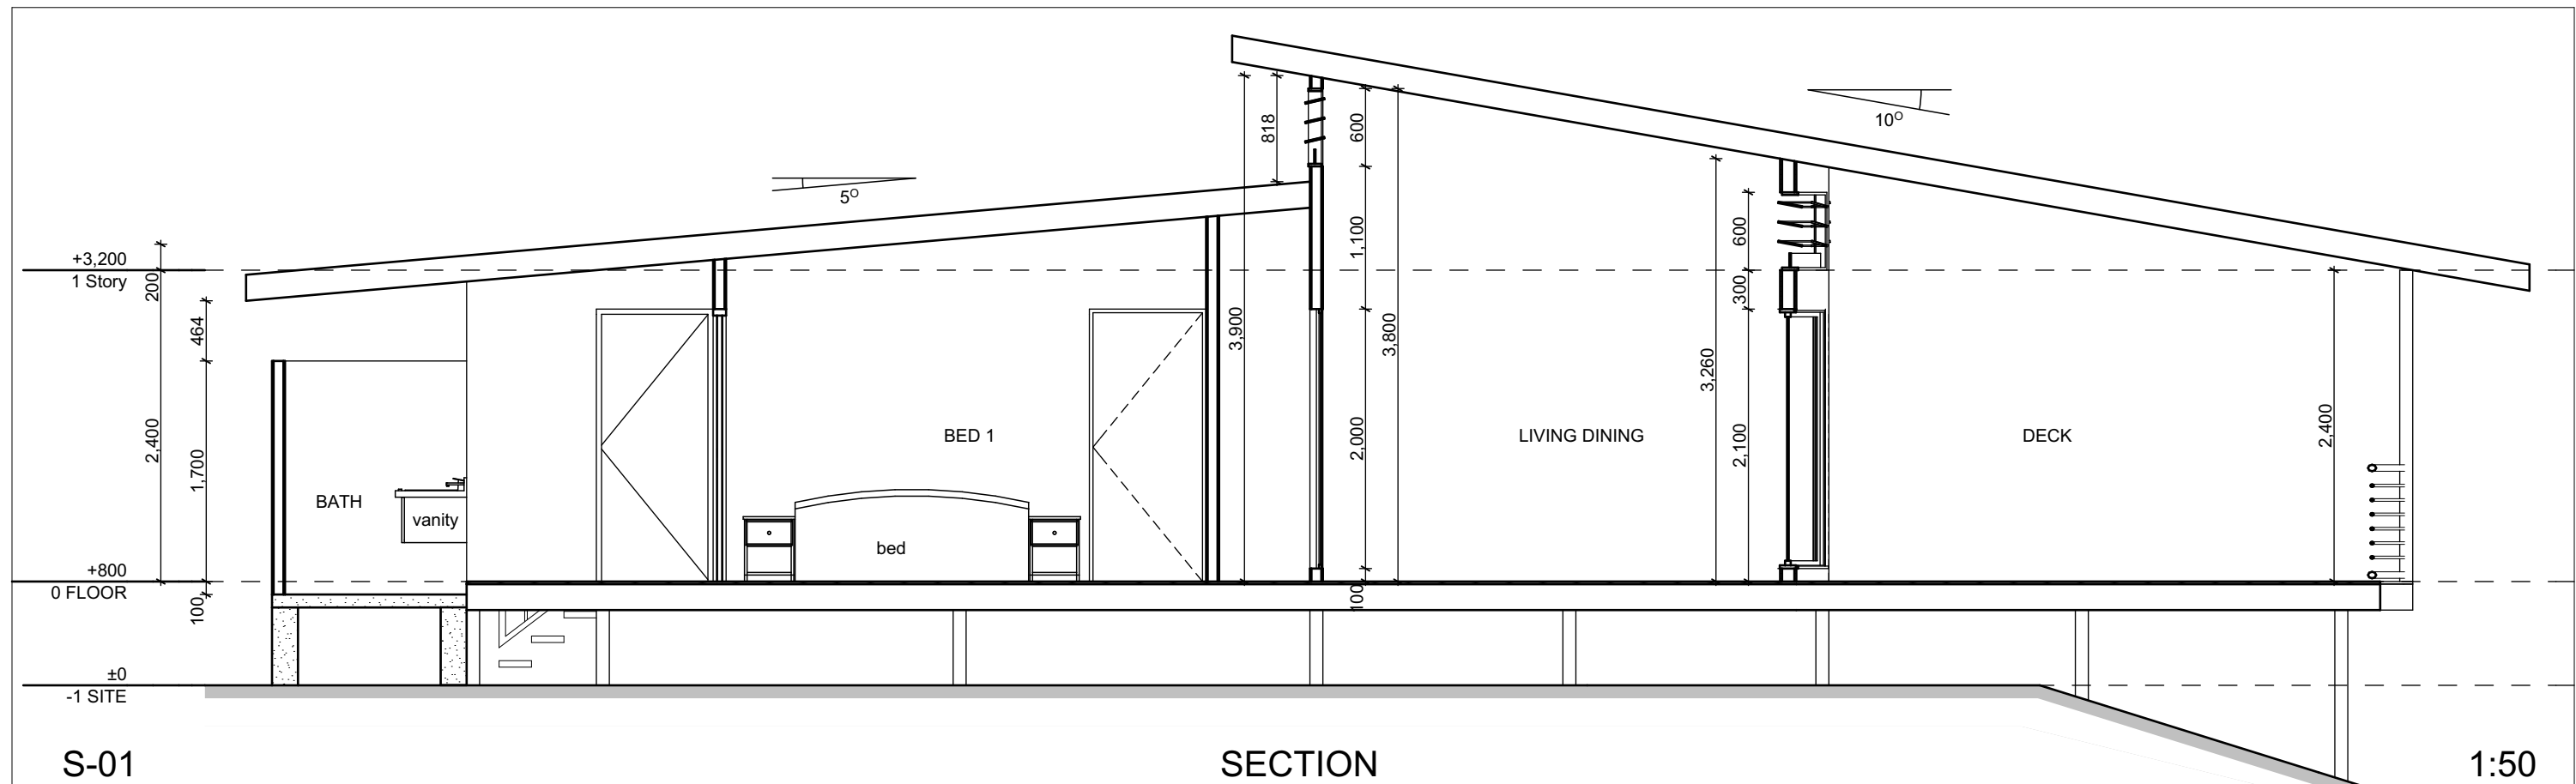 818
600
10°
5°
1,100
600
+3,200
1 Story
200
300
464
3,900
3,800
3,260
2,400
1,700
2,000
2,100
2,400
BED 1
LIVING DINING
DECK
BATH
vanity
bed
+800
0 FLOOR
100
100
±0
-1 SITE
S-01
SECTION
1:50